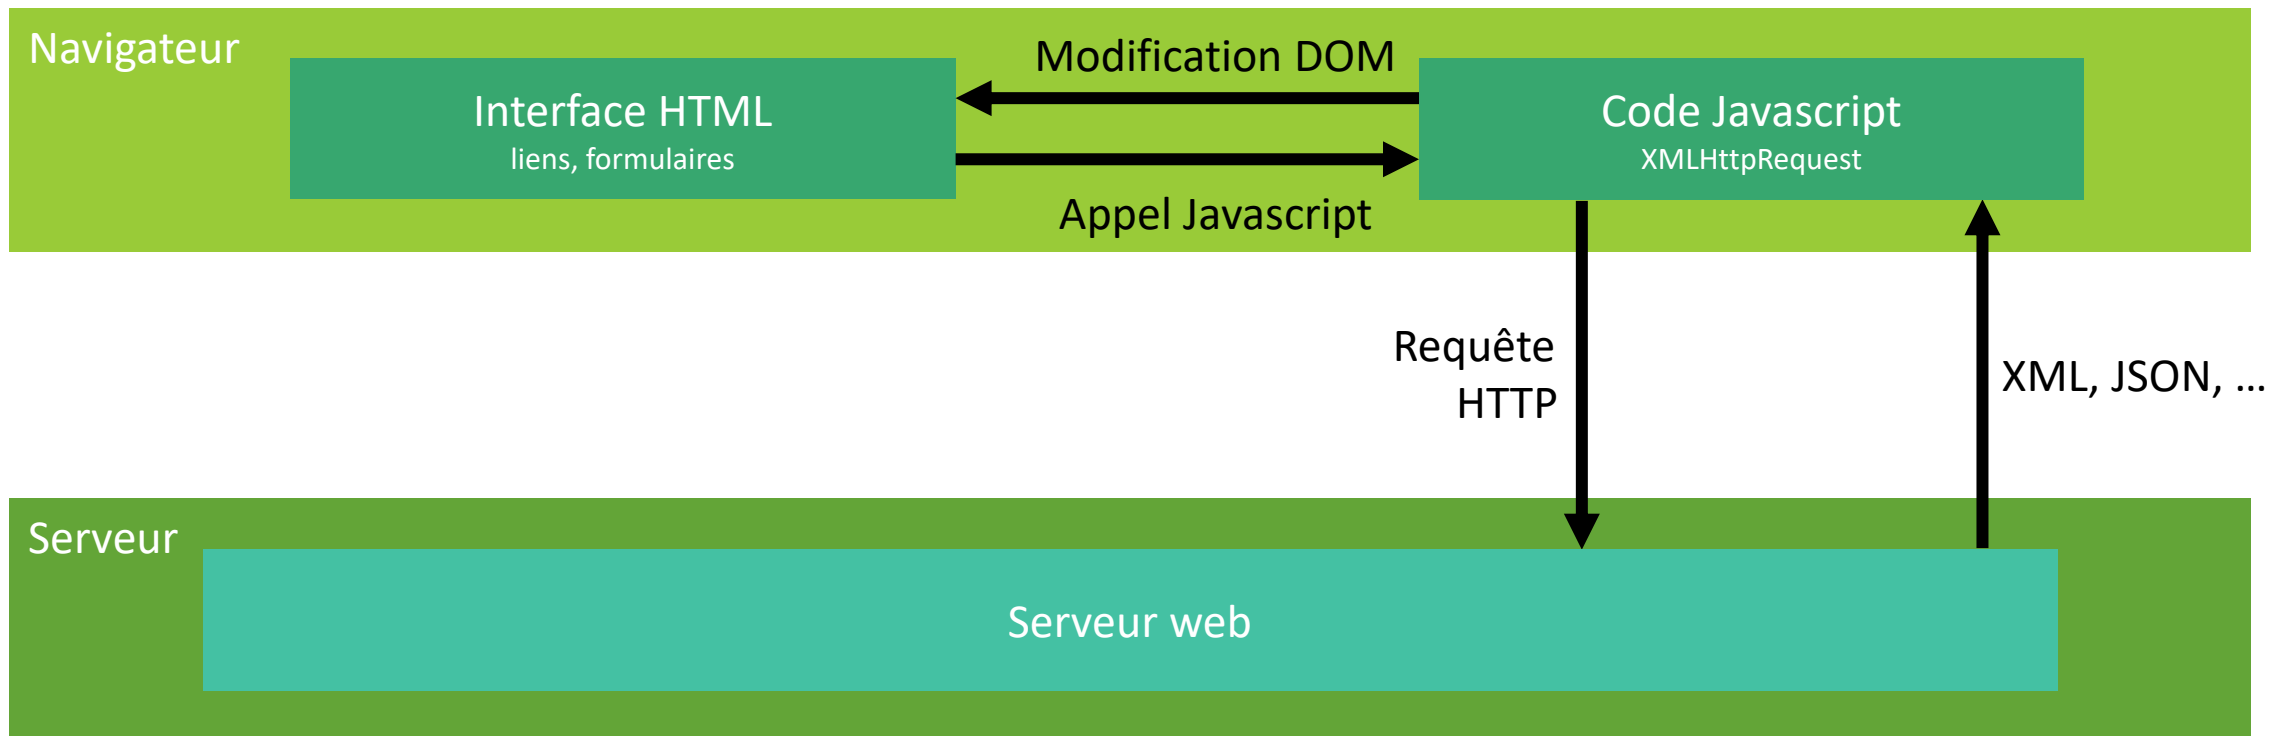 Navigateur
Modification DOM
Interface HTML
liens, formulaires
Code Javascript
XMLHttpRequest
Appel Javascript
Requête
HTTP
XML, JSON, ...
Serveur
Serveur web